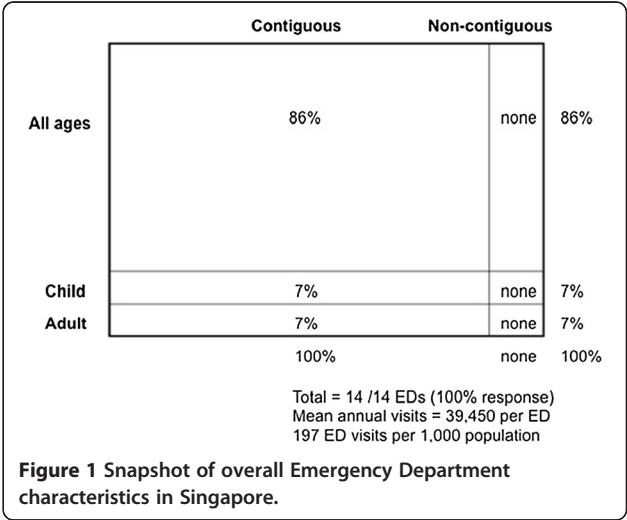 Contiguous Non-contiguous
All ages 86% none 86%
Child 7% none 7%
Adult 7% none 7%
100% none 100%
Total = 14 /14 EDs (100% response)
Mean annual visits = 39,450 per ED
197 ED visits per 1,000 population
Figure 1 Snapshot of overall Emergency Department
characteristics in Singapore.